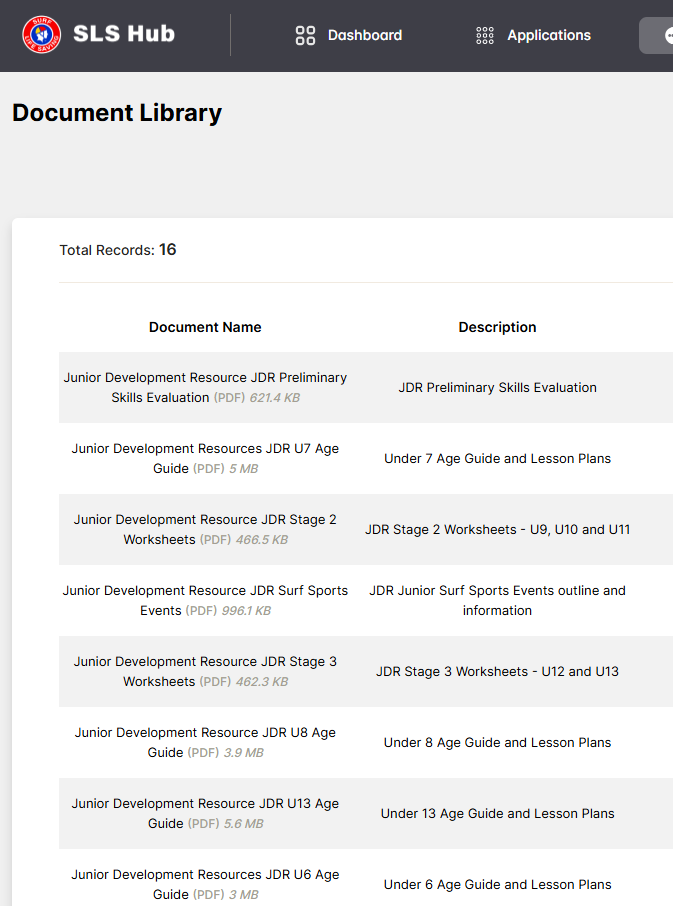 SURF
LIFE SAVING
SLS Hub
Dashboard
Applications
Document Library
Total Records: 16
Document Name
Description
Junior Development Resource JDR Preliminary
Skills Evaluation (PDF) 621.4 KB
JDR Preliminary Skills Evaluation
Junior Development Resources JDR U7 Age
Guide (PDF) 5 MB
Under 7 Age Guide and Lesson Plans
Junior Development Resource JDR Stage 2
Worksheets (PDF) 466.5 KB
JDR Stage 2 Worksheets - U9, U10 and U11
Junior Development Resource JDR Surf Sports
Events (PDF) 996.1 KB
JDR Junior Surf Sports Events outline and
information
Junior Development Resource JDR Stage 3
Worksheets (PDF) 462.3 KB
JDR Stage 3 Worksheets - U12 and U13
Junior Development Resource JDR U8 Age
Guide (PDF) 3.9 MB
Under 8 Age Guide and Lesson Plans
Junior Development Resource JDR U13 Age
Guide (PDF) 5.6 MB
Under 13 Age Guide and Lesson Plans
Junior Development Resources JDR U6 Age
Guide (PDF) 3 MB
Under 6 Age Guide and Lesson Plans